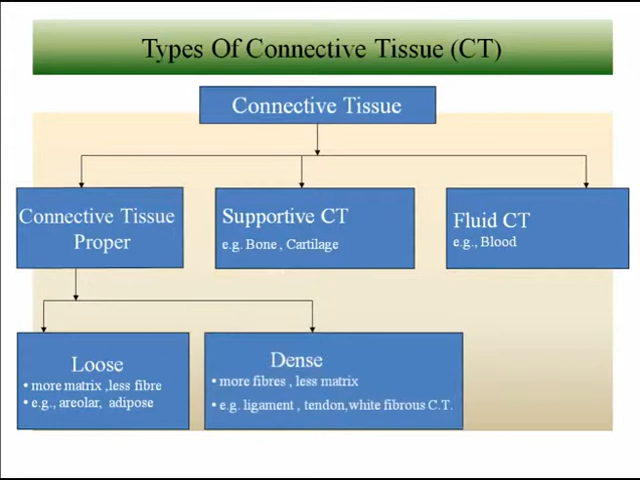 Types Of Connective Tissue (CT)
Connective Tissue
Connective Tissue
Proper
Supportive CT
e.g. Bone , Cartilage
Fluid CT
e.g., Blood
Loose
• more matrix ,less fibre
• e.g., areolar, adipose
Dense
• more fibres , less matrix
• e.g. ligament , tendon,white fibrous C.T.